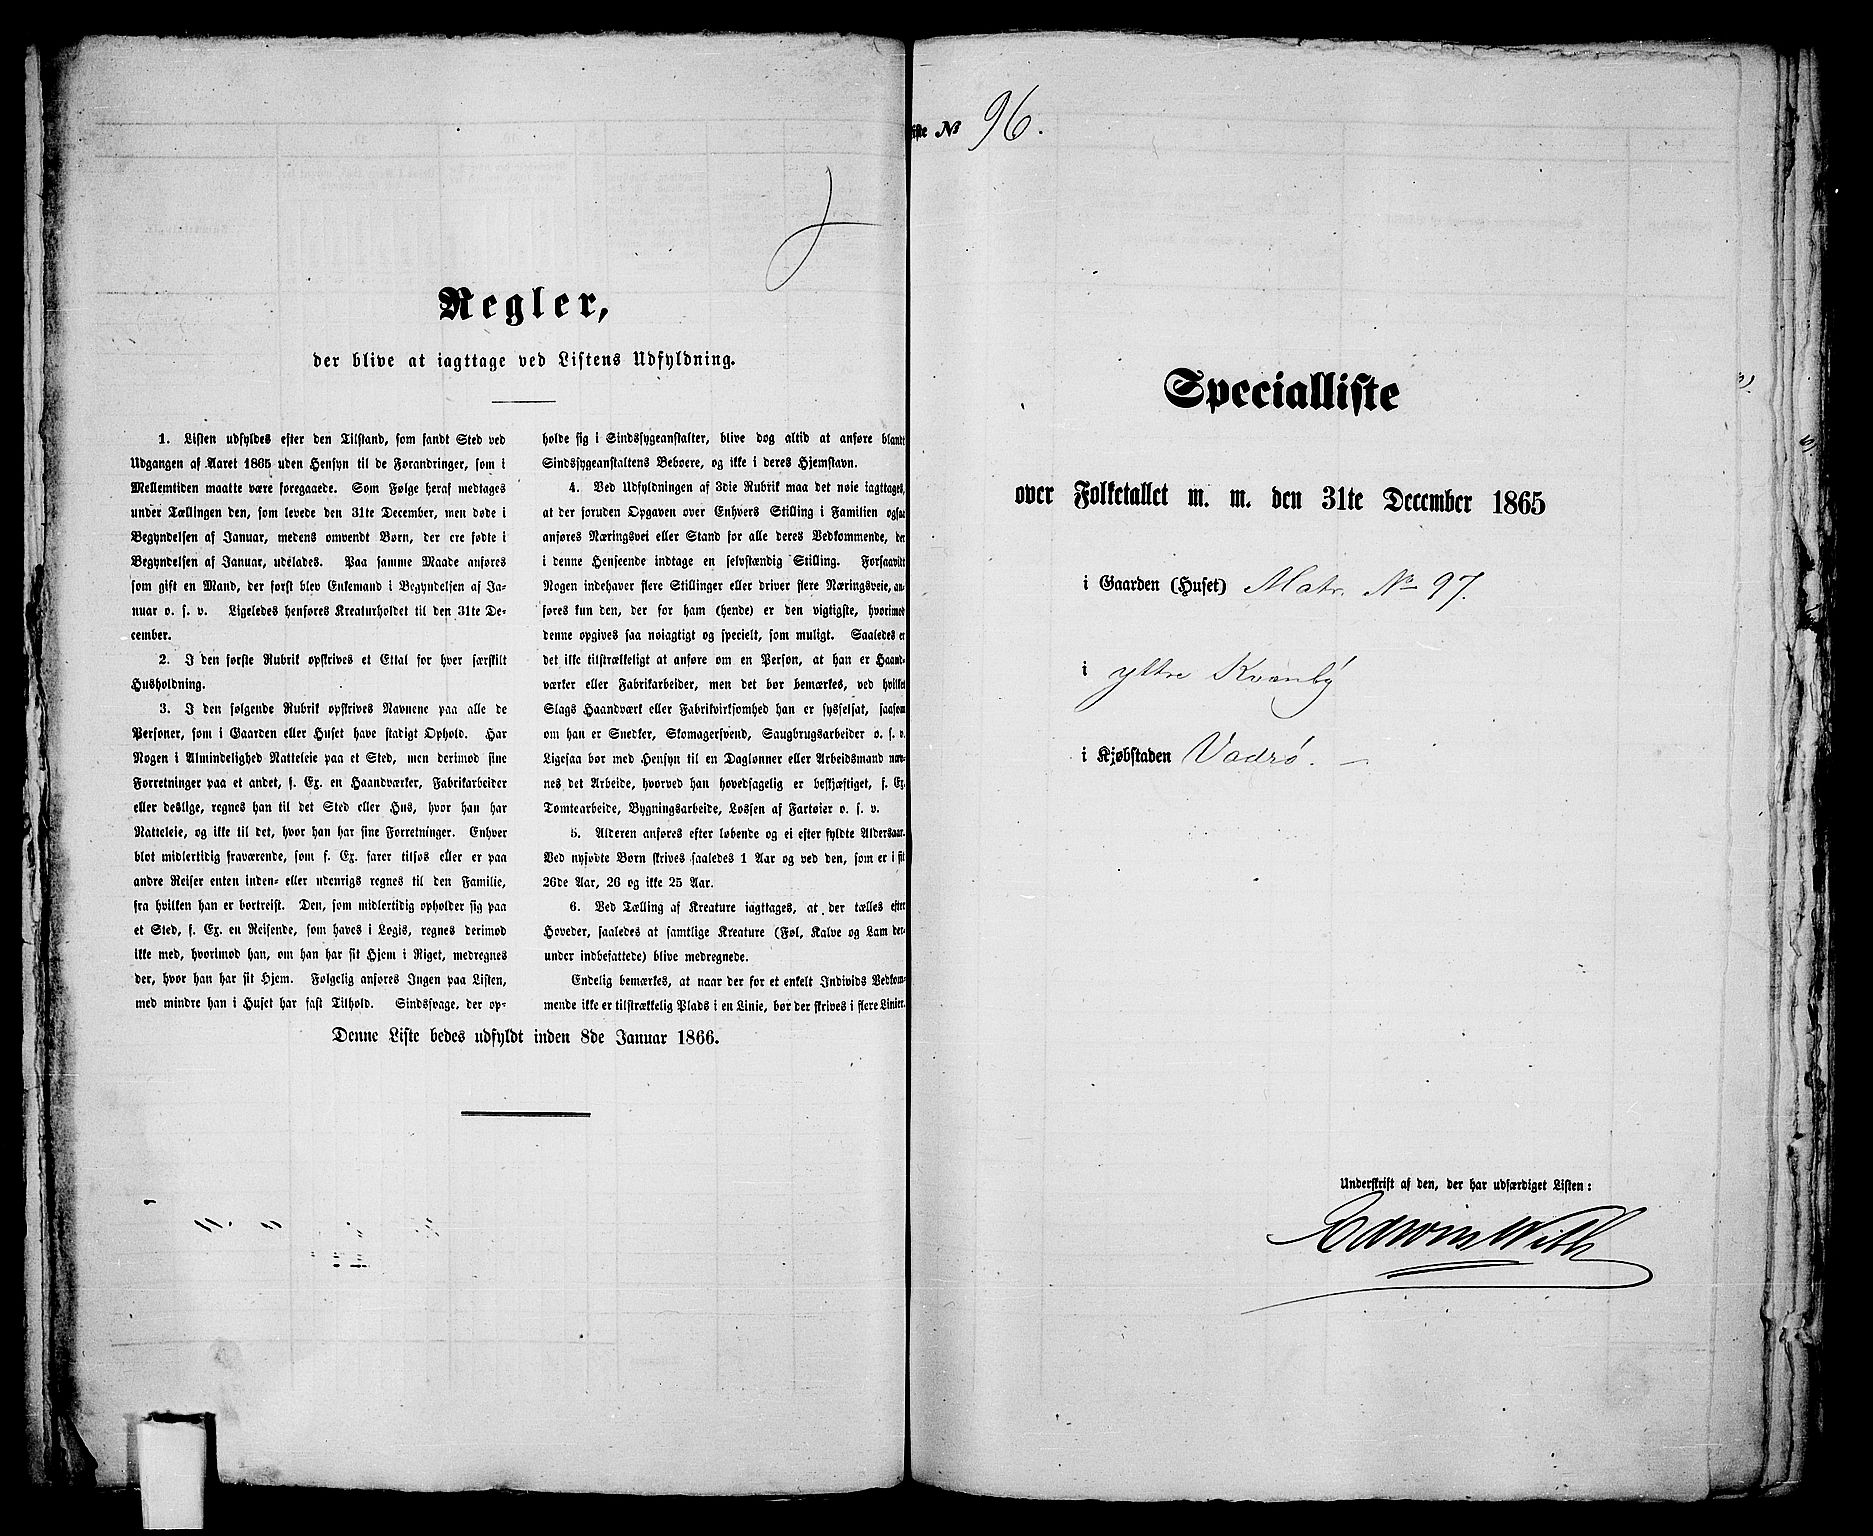 Regler,
der blive at iagttage ved Listens Udfyldning.
1. Listen udfyldes efter den Tilstand, som fandt Sted ved
Udgangen af Aaret 1865 uden Hensyn til de Forandringer, som i
Mellemtiden maatte være foregaaede. Som Følge heraf medtages
under Tællingen den, som levede den 31te December, men døde i
Begyndelsen af Januar, medens omvendt Børn, der ere fødte i
Begyndelsen af Januar, udelades. Paa samme Maade anføres
som gift en Mand, der først blev Enkemand i Begyndelsen af Ja-
nuar o. s. v. Ligeledes henføres Kreaturholdet til den 31te De-
cember.
2. I den første Rubrik opskrives et Ettal for hver særskilt
Husholdning.
3. I den følgende Rubrik opskrives Navnene paa alle de
Personer, som i Gaarden eller Huset have stadigt Ophold. Har
Nogen i Almindelighed Natteleie paa et Sted, men derimod sine
Forretninger paa et andet, f. Ex. en Haandværker, Fabrikarbeider
eller deslige, regnes han til det Sted eller Hus, hvor han har
Natteleie, og ikke til det, hvor han har sine Forretninger. Enhver
blot midlertidig fraværende, som f. Ex. farer tilsøs eller er paa
andre Reiser enten inden- eller udenrigs regnes til den Familie,
fra hvilken han er bortreist. Den, som midlertidig opholder sig paa
et Sted, f. Ex. en Reisende, som haves i Logis, regnes derimod
ikke med, hvorimod han, om han har sit Hjem i Riget, medregnes
der, hvor han har sit Hjem. Følgelig anføres Ingen paa Listen,
med mindre han i Huset har fast Tilhold. Sindssvage, der op-
holde sig i Sindssygeanstalter, blive dog altid at anføre blandt
Sindssygeanstaltens Beboere, og ikke i deres Hjemstavn.
4. Ved Udfyldningen af 3die Rubrik maa det nøie iagttages,
at der foruden Opgaven over Enhvers Stilling i Familien ogsaa
anføres Næringsvei eller Stand for alle deres Vedkommende, der
i denne Henseende indtage en selvstændig Stilling. Forsaavidt
Nogen indehaver flere Stillinger eller driver flere Næringsveie, an-
føres kun den, der for ham (hende) er den vigtigste, hvorimod
denne opgives saa nøiagtigt og specielt, som muligt. Saaledes er
det ikke tilstrækkeligt at anføre om en Person, at han er Haand-
værker eller Fabrikarbeider, men det bør bemærkes, ved hvilket
Slags Haandværk eller Fabrikvirksomhed han er sysselsat, saasom
om han er Snedker, Skomagersvend, Saugbrugsarbeider o. s. v.
Ligesaa bør med Hensyn til en Daglønner eller Arbeidsmand næv-
nes det Arbeide, hvorved han hovedsagelig er beskjæftiget, f. Ex.
Tomtearbeide, Bygningsarbeide, Lossen af Fartøier o. s. v.
5. Alderen anføres efter løbende og ei efter fyldte Aldersaar.
Ved nyfødte Børn skrives saaledes 1 Aar og ved den, som er i sit
26de Aar, 26 og ikke 25 Aar.
6. Ved Tælling af Kreature iagttages, at der tælles efter
Hoveder, saaledes at samtlige Kreature (Føl, Kalve og Lam der-
under indbefattede) blive medregnede.
Endelig bemærkes, at naar der for et enkelt Individs Vedkom-
mende ikke er tilstrækkelig Plads i en Linie, bør der skrives i flere Linier.
Denne Liste bedes udfyldt inden 8de Januar 1866.
iste № 96.
Specialliste
over Folketallet m. m. den 31te December 1865
i Gaarden (Huset) Matr. No 97.
i yttre Kvænby
i Kjøbstaden Vadsø.
Underskrift af den, der har udfærdiget Listen:
Edwin With